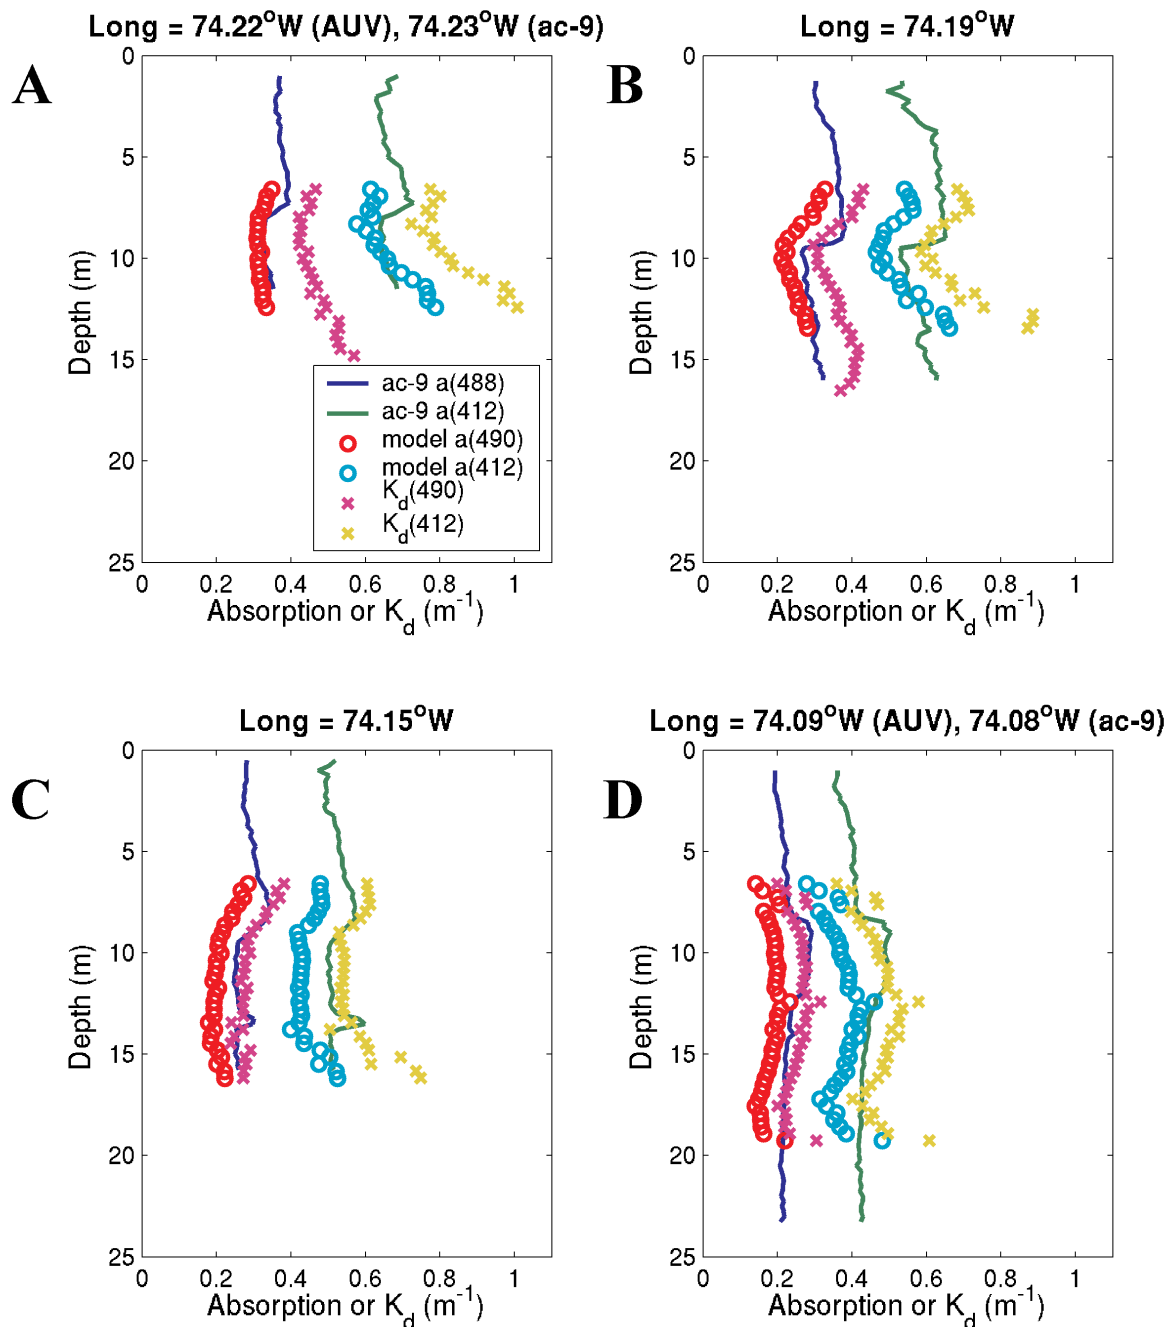 Long = 74.22°W (AUV), 74.23°W (ac-9)
A
0
5
10
15
20
25
Depth (m)
ac-9 a(488)
ac-9 a(412)
model a(490)
model a(412)
K_d(490)
K_d(412)
0 0.2 0.4 0.6 0.8 1
Absorption or K_d (m⁻¹)
Long = 74.19°W
B
0
5
10
15
20
25
Depth (m)
0 0.2 0.4 0.6 0.8 1
Absorption or K_d (m⁻¹)
Long = 74.15°W
C
0
5
10
15
20
25
Depth (m)
0 0.2 0.4 0.6 0.8 1
Absorption or K_d (m⁻¹)
Long = 74.09°W (AUV), 74.08°W (ac-9)
D
0
5
10
15
20
25
Depth (m)
0 0.2 0.4 0.6 0.8 1
Absorption or K_d (m⁻¹)